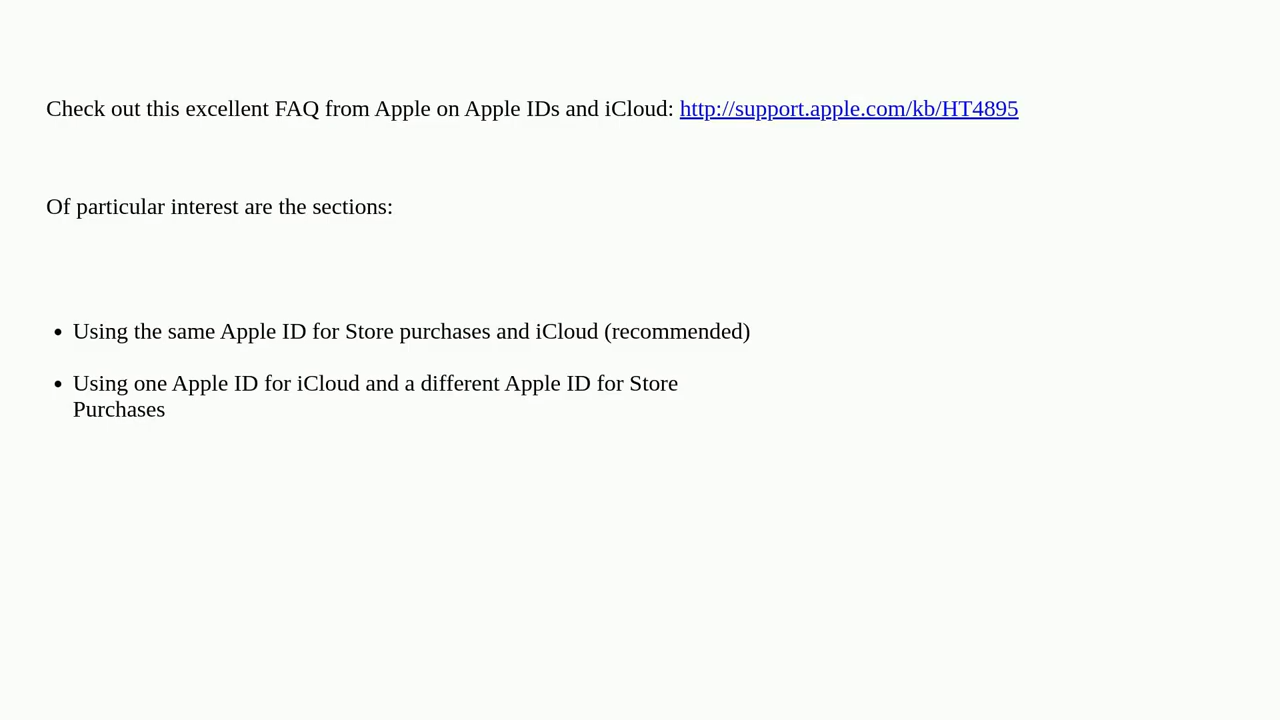 Check out this excellent FAQ from Apple on Apple IDs and iCloud: http://support.apple.com/kb/HT4895
Of particular interest are the sections:
• Using the same Apple ID for Store purchases and iCloud (recommended)
• Using one Apple ID for iCloud and a different Apple ID for Store
Purchases